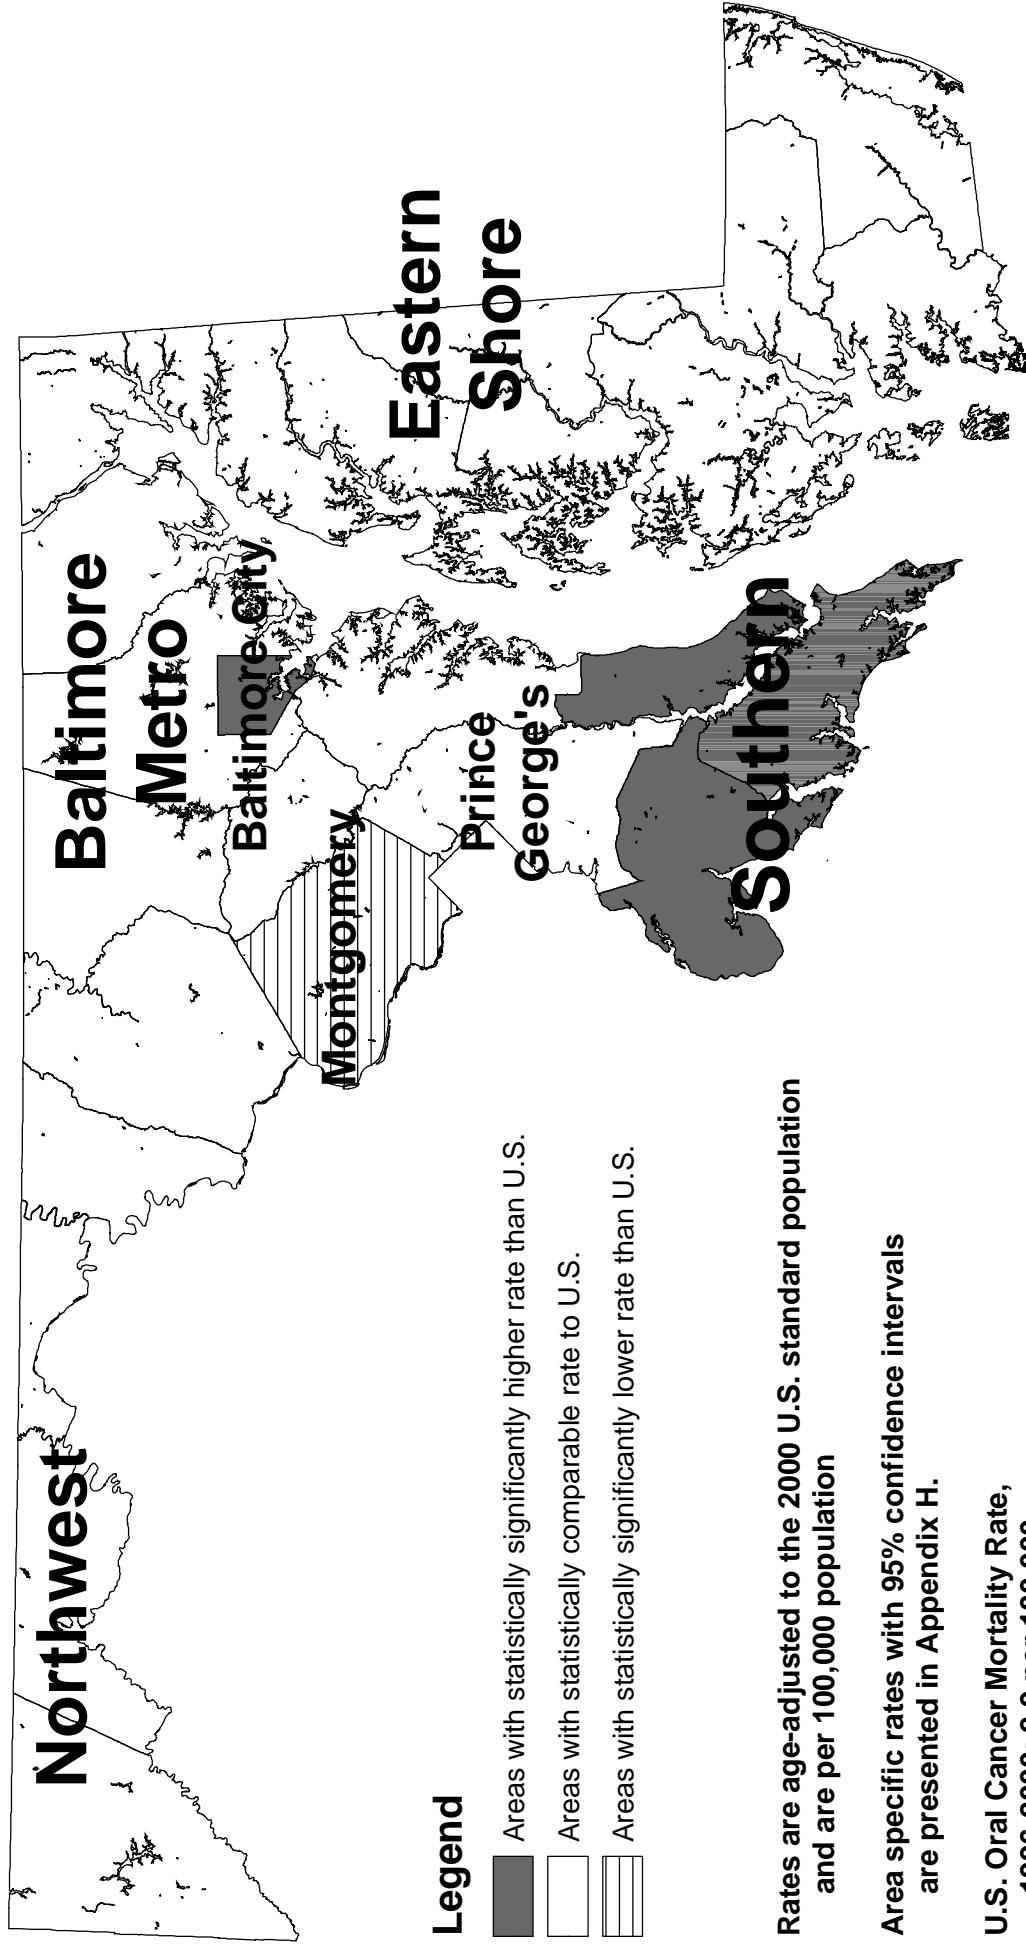 Northwest
Baltimore
Metro
Baltimore City
Montgomery
Eastern
Shore
Prince
George's
Southern
Legend
Areas with statistically significantly higher rate than U.S.
Areas with statistically comparable rate to U.S.
Areas with statistically significantly lower rate than U.S.
Rates are age-adjusted to the 2000 U.S. standard population
and are per 100,000 population
Area specific rates with 95% confidence intervals
are presented in Appendix H.
U.S. Oral Cancer Mortality Rate,